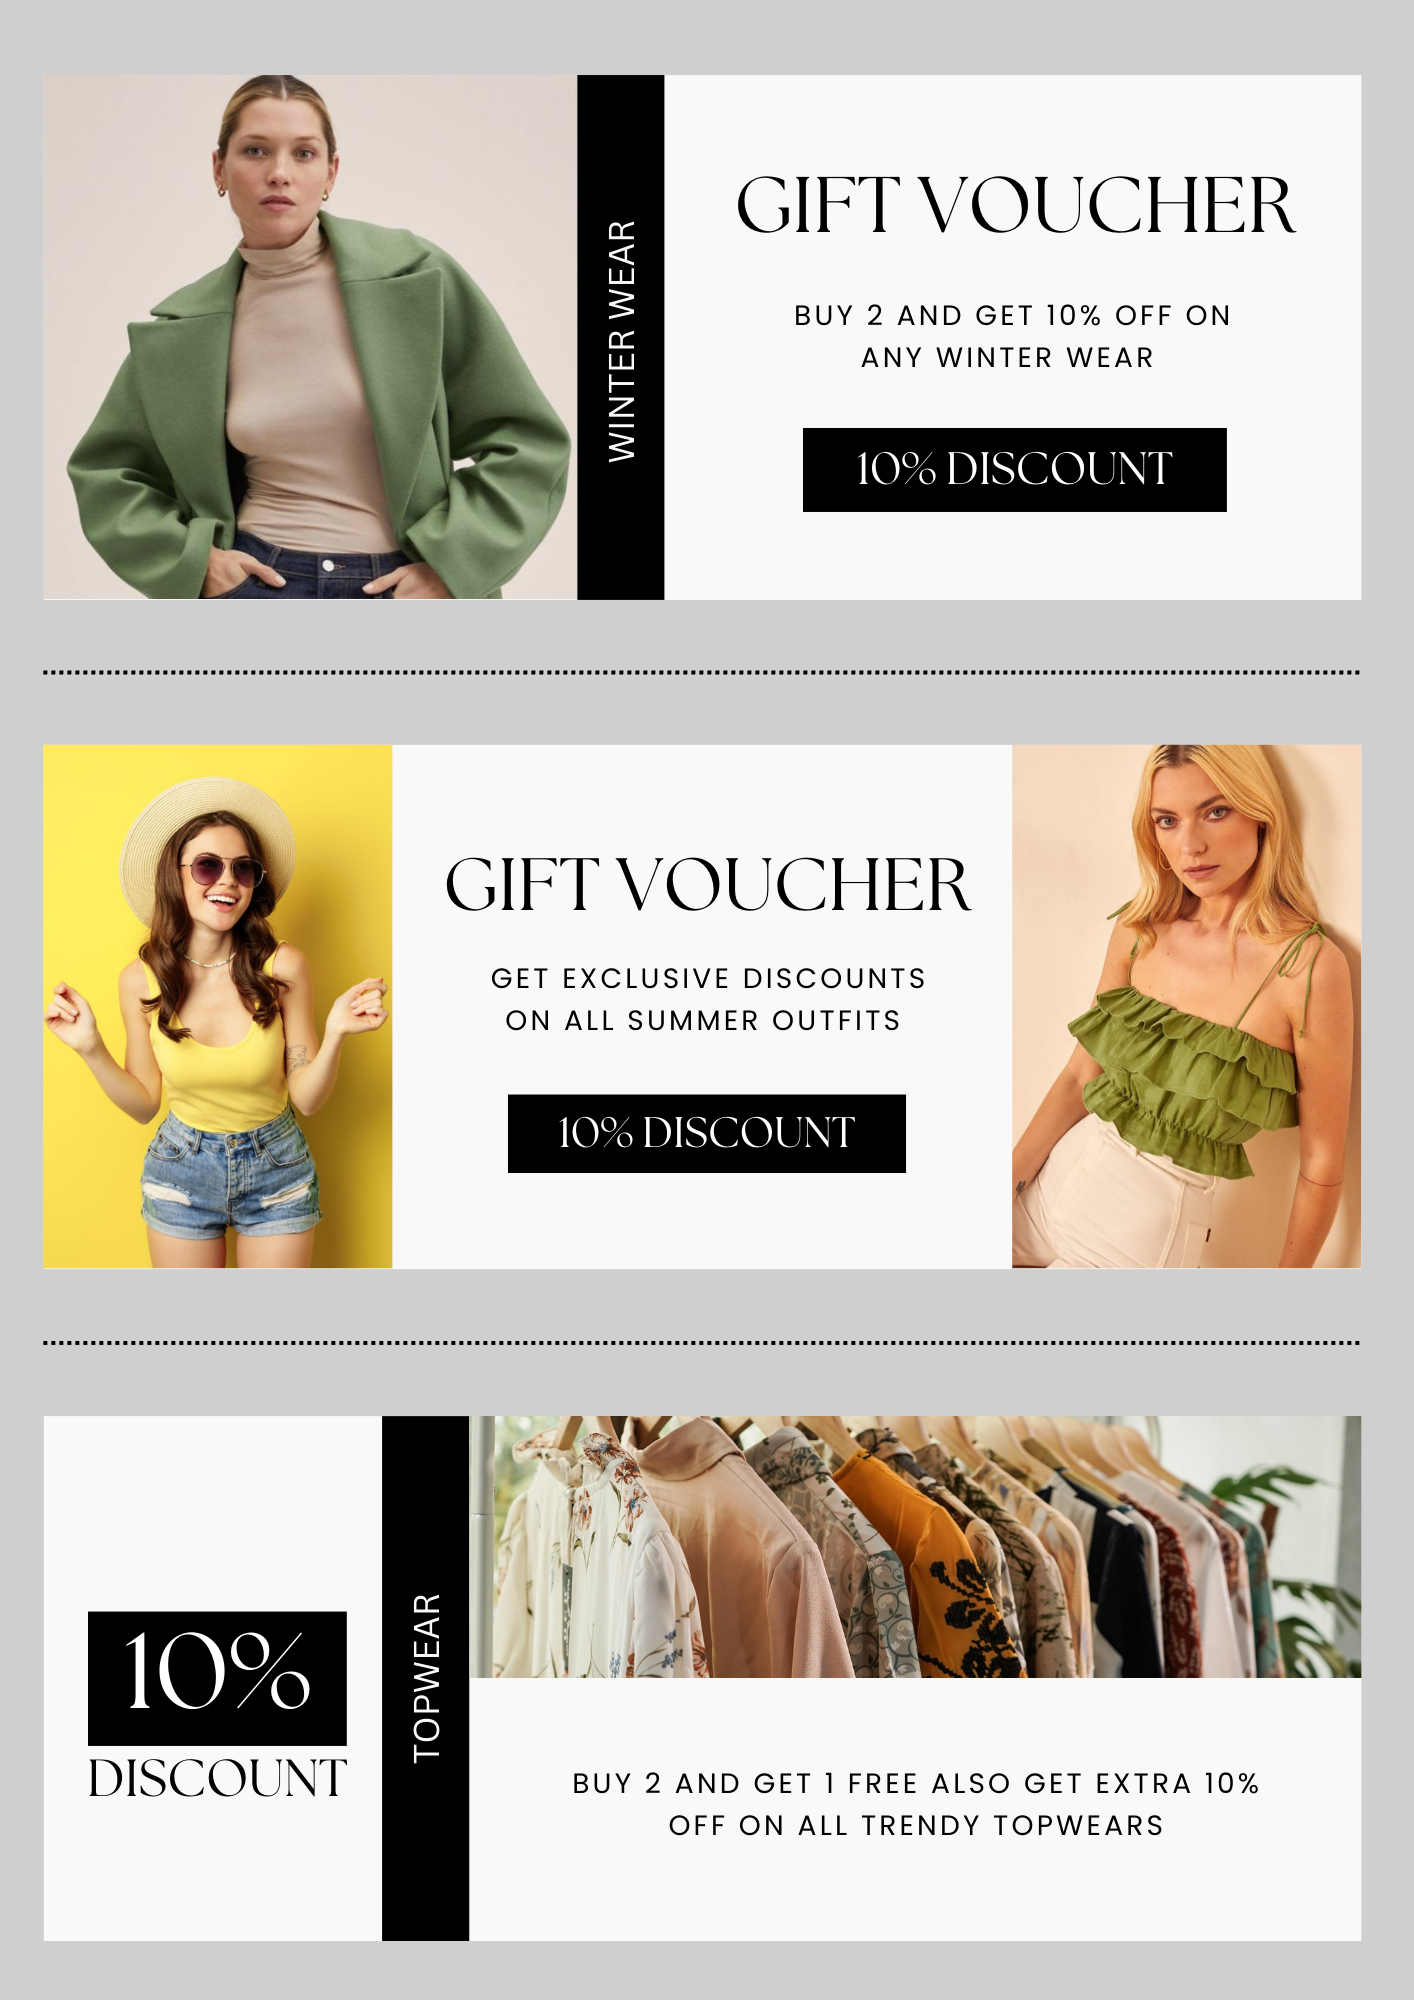 WINTER WEAR
GIFT VOUCHER
BUY 2 AND GET 10% OFF ON
ANY WINTER WEAR
10% DISCOUNT
GIFT VOUCHER
GET EXCLUSIVE DISCOUNTS
ON ALL SUMMER OUTFITS
10% DISCOUNT
10%
DISCOUNT
TOPWEAR
BUY 2 AND GET 1 FREE ALSO GET EXTRA 10%
OFF ON ALL TRENDY TOPWEARS